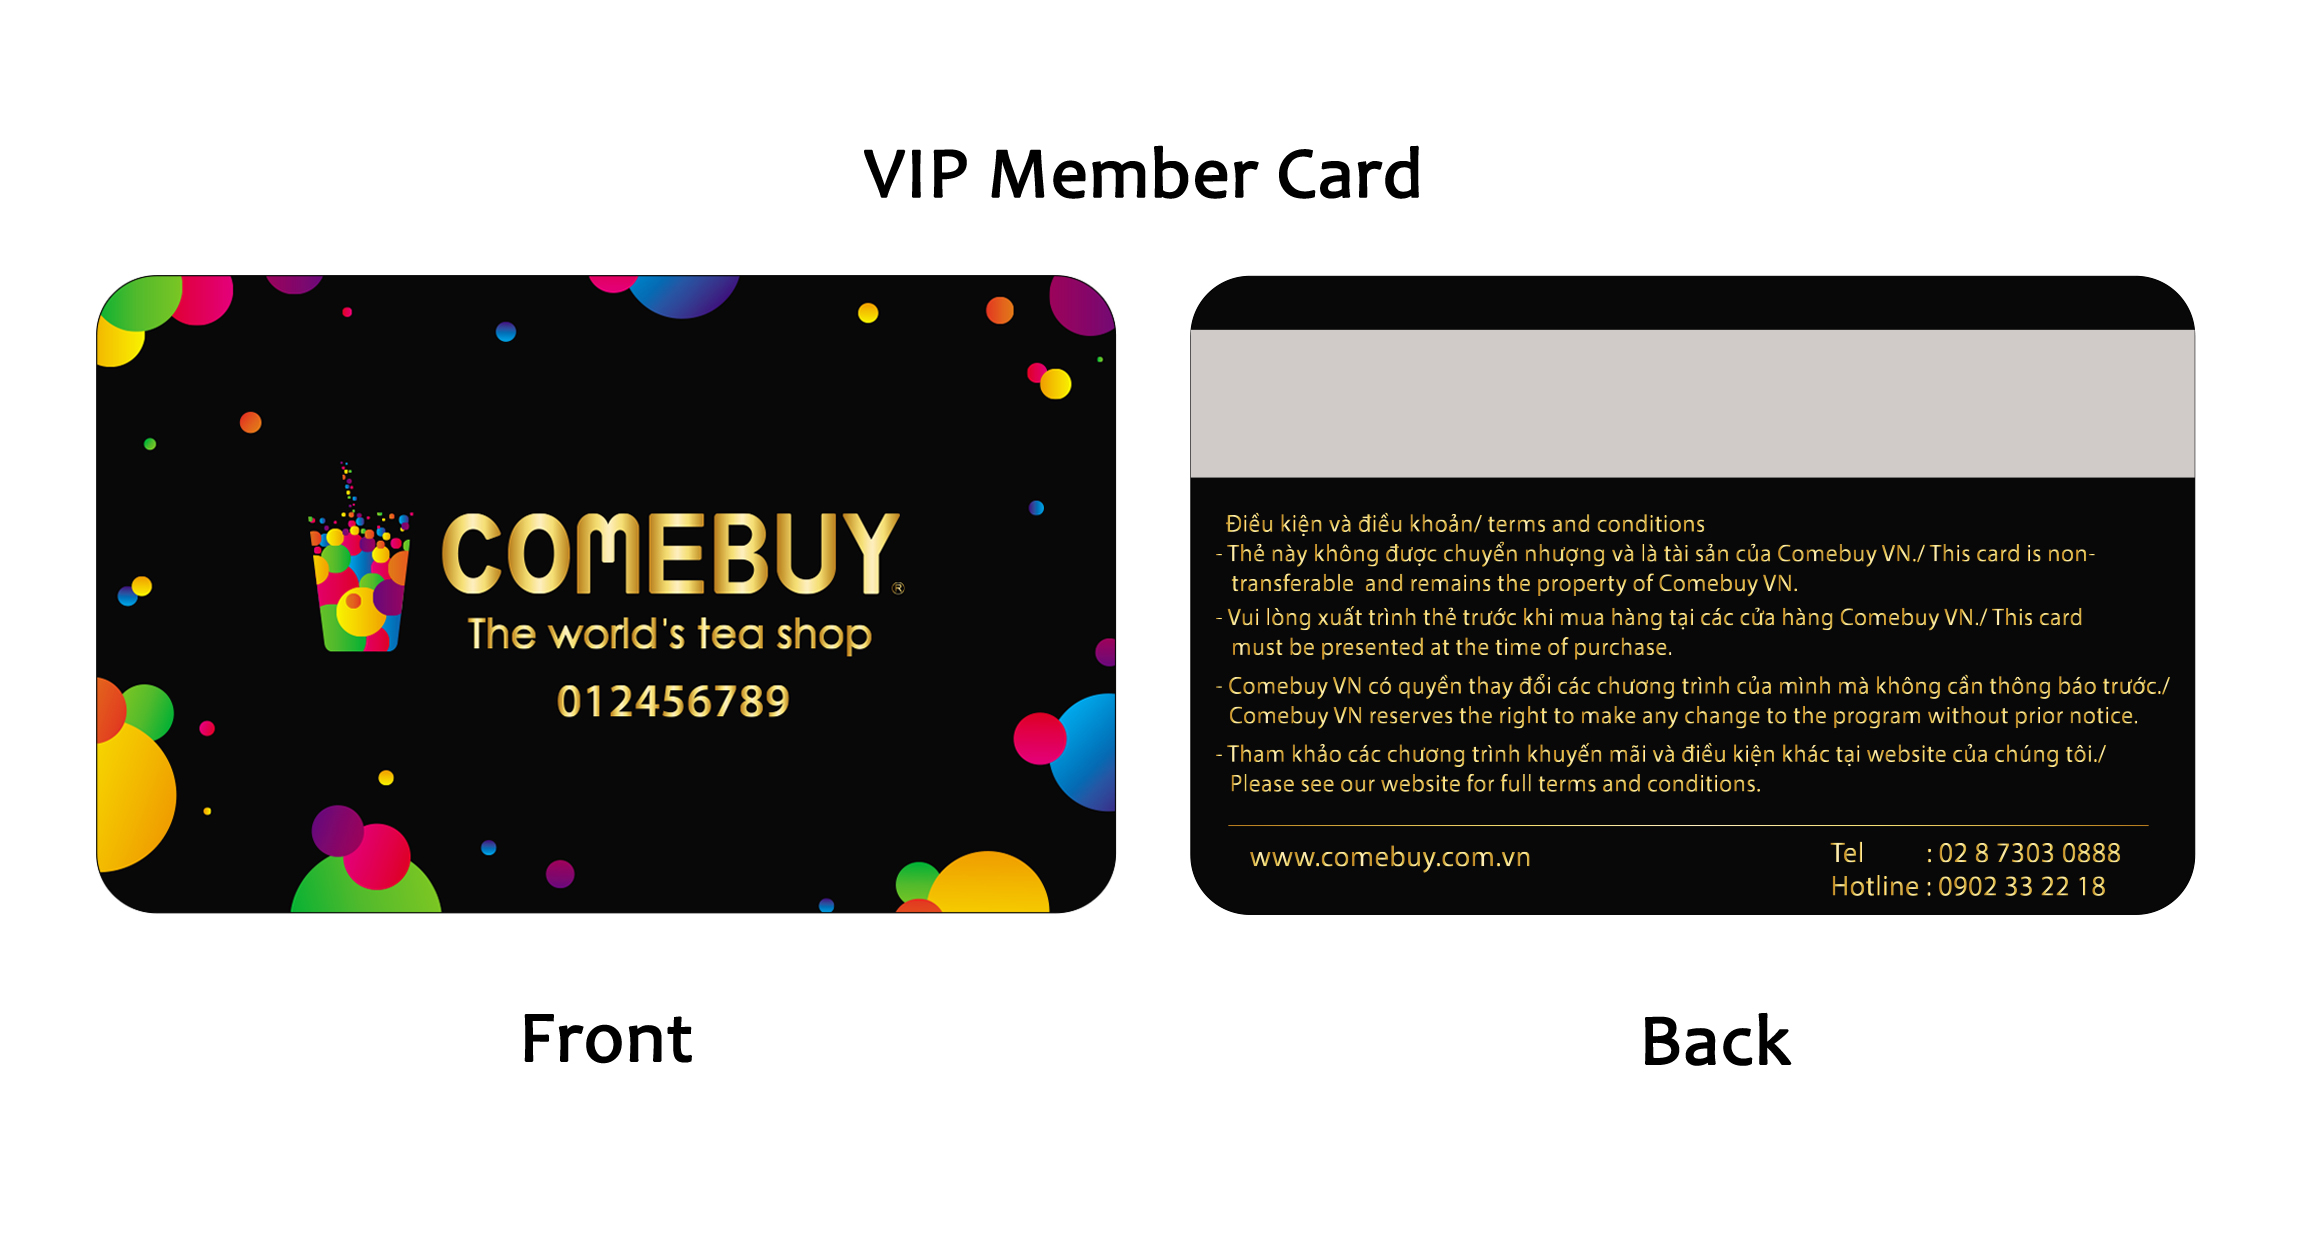 VIP Member Card
COMEBUY®
The world's tea shop
012456789
Điều kiện và điều khoản/ terms and conditions
- Thẻ này không được chuyển nhượng và là tài sản của Comebuy VN./ This card is non-
transferable and remains the property of Comebuy VN.
- Vui lòng xuất trình thẻ trước khi mua hàng tại các cửa hàng Comebuy VN./ This card
must be presented at the time of purchase.
- Comebuy VN có quyền thay đổi các chương trình của mình mà không cần thông báo trước./
Comebuy VN reserves the right to make any change to the program without prior notice.
- Tham khảo các chương trình khuyến mãi và điều kiện khác tại website của chúng tôi./
Please see our website for full terms and conditions.
www.comebuy.com.vn
Tel : 02 8 7303 0888
Hotline : 0902 33 22 18
Front
Back